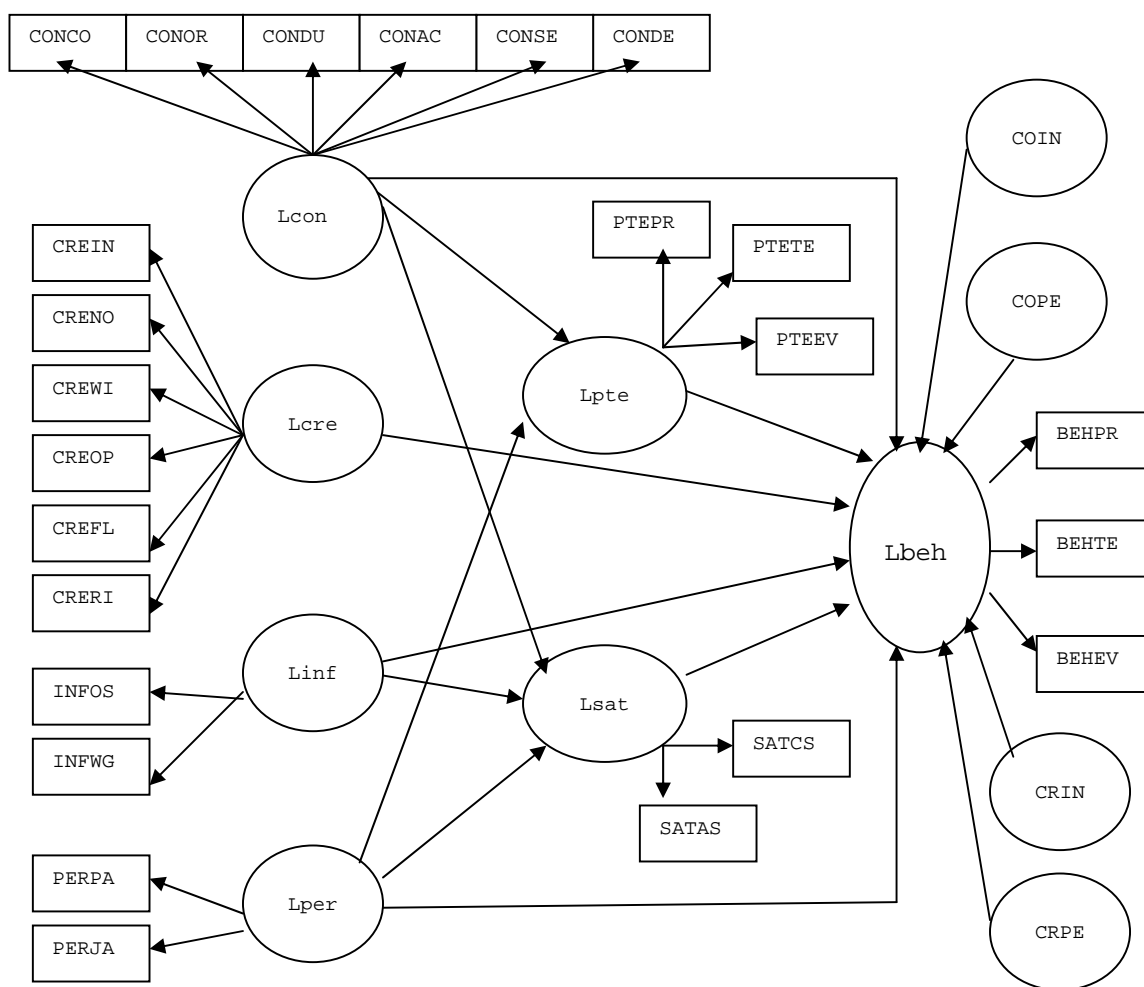 CONCO CONOR CONDU CONAC CONSE CONDE
COIN
Lcon
PTEPR
CREIN
PTETE
COPE
CRENO
PTEEV
CREWI
Lpte
Lcre
BEHPR
CREOP
CREFL
BEHTE
Lbeh
CRERI
BEHEV
Linf
INFOS
Lsat
SATCS
INFWG
CRIN
SATAS
PERPA
Lper
CRPE
PERJA